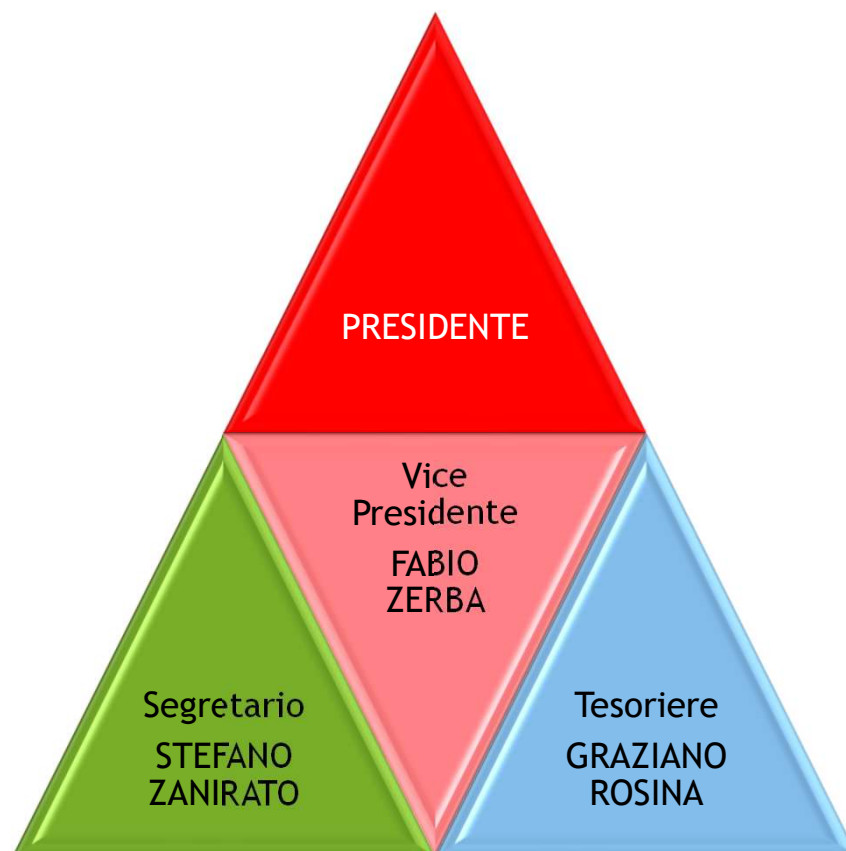 PRESIDENTE
Vice
Presidente
FABIO
ZERBA
Segretario
STEFANO
ZANIRATO
Tesoriere
GRAZIANO
ROSINA